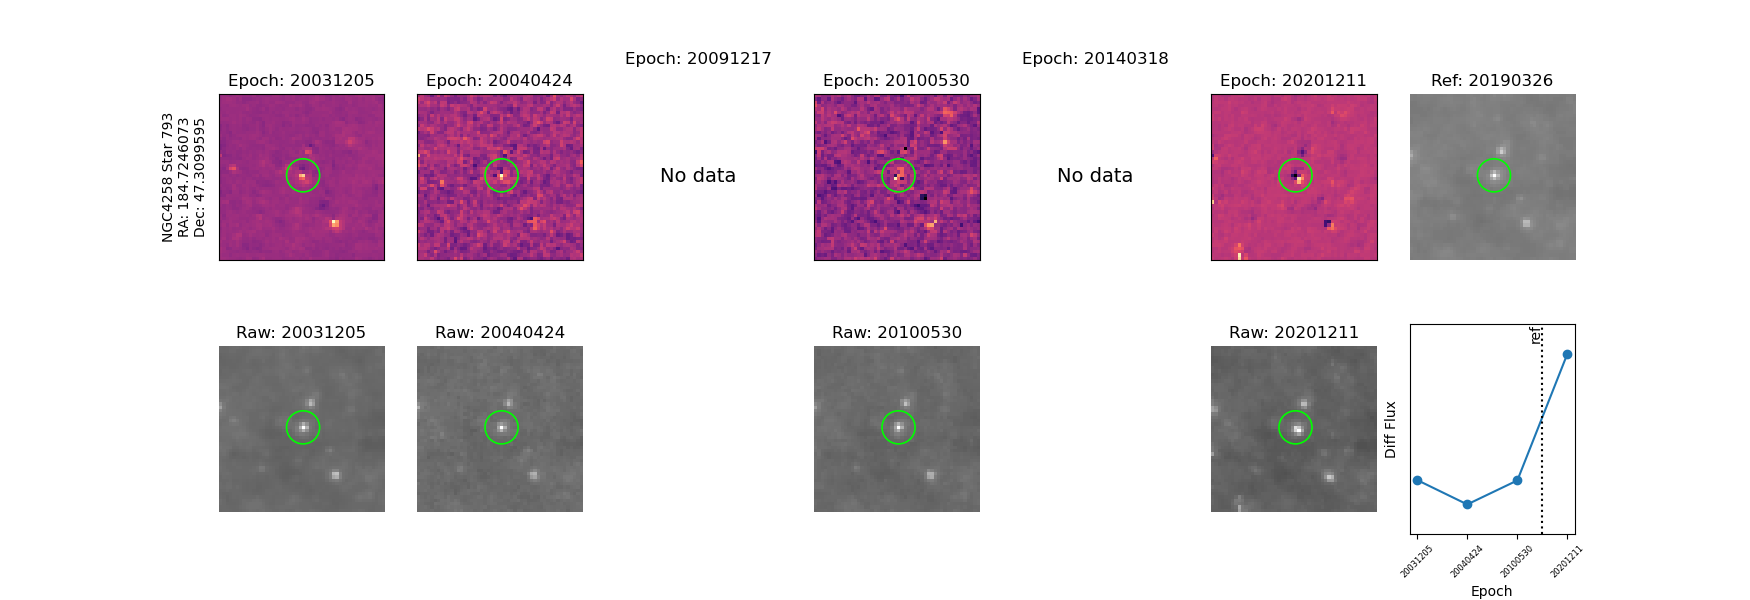 Epoch: 20091217
Epoch: 20140318
Epoch: 20031205
Epoch: 20040424
Epoch: 20100530
Epoch: 20201211
Ref: 20190326
NGC4258 Star 793
RA: 184.7246073
Dec: 47.3099595
No data
No data
Raw: 20031205
Raw: 20040424
Raw: 20100530
Raw: 20201211
ref
Diff Flux
20031205
20040424
20100530
20201211
Epoch